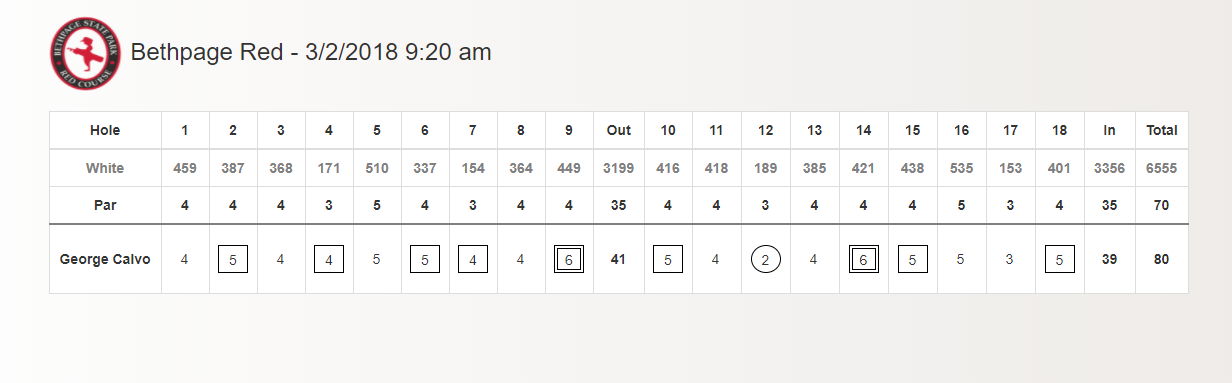 BETHPAGE STATE PARK
RED COURSE
Bethpage Red - 3/2/2018 9:20 am
Hole 1 2 3 4 5 6 7 8 9 Out 10 11 12 13 14 15 16 17 18 In Total
White 459 387 368 171 510 337 154 364 449 3199 416 418 189 385 421 438 535 153 401 3356 6555
Par 4 4 4 3 5 4 3 4 4 35 4 4 3 4 4 4 5 3 4 35 70
George Calvo 4 5 4 4 5 5 4 4 6 41 5 4 2 4 6 5 5 3 5 39 80